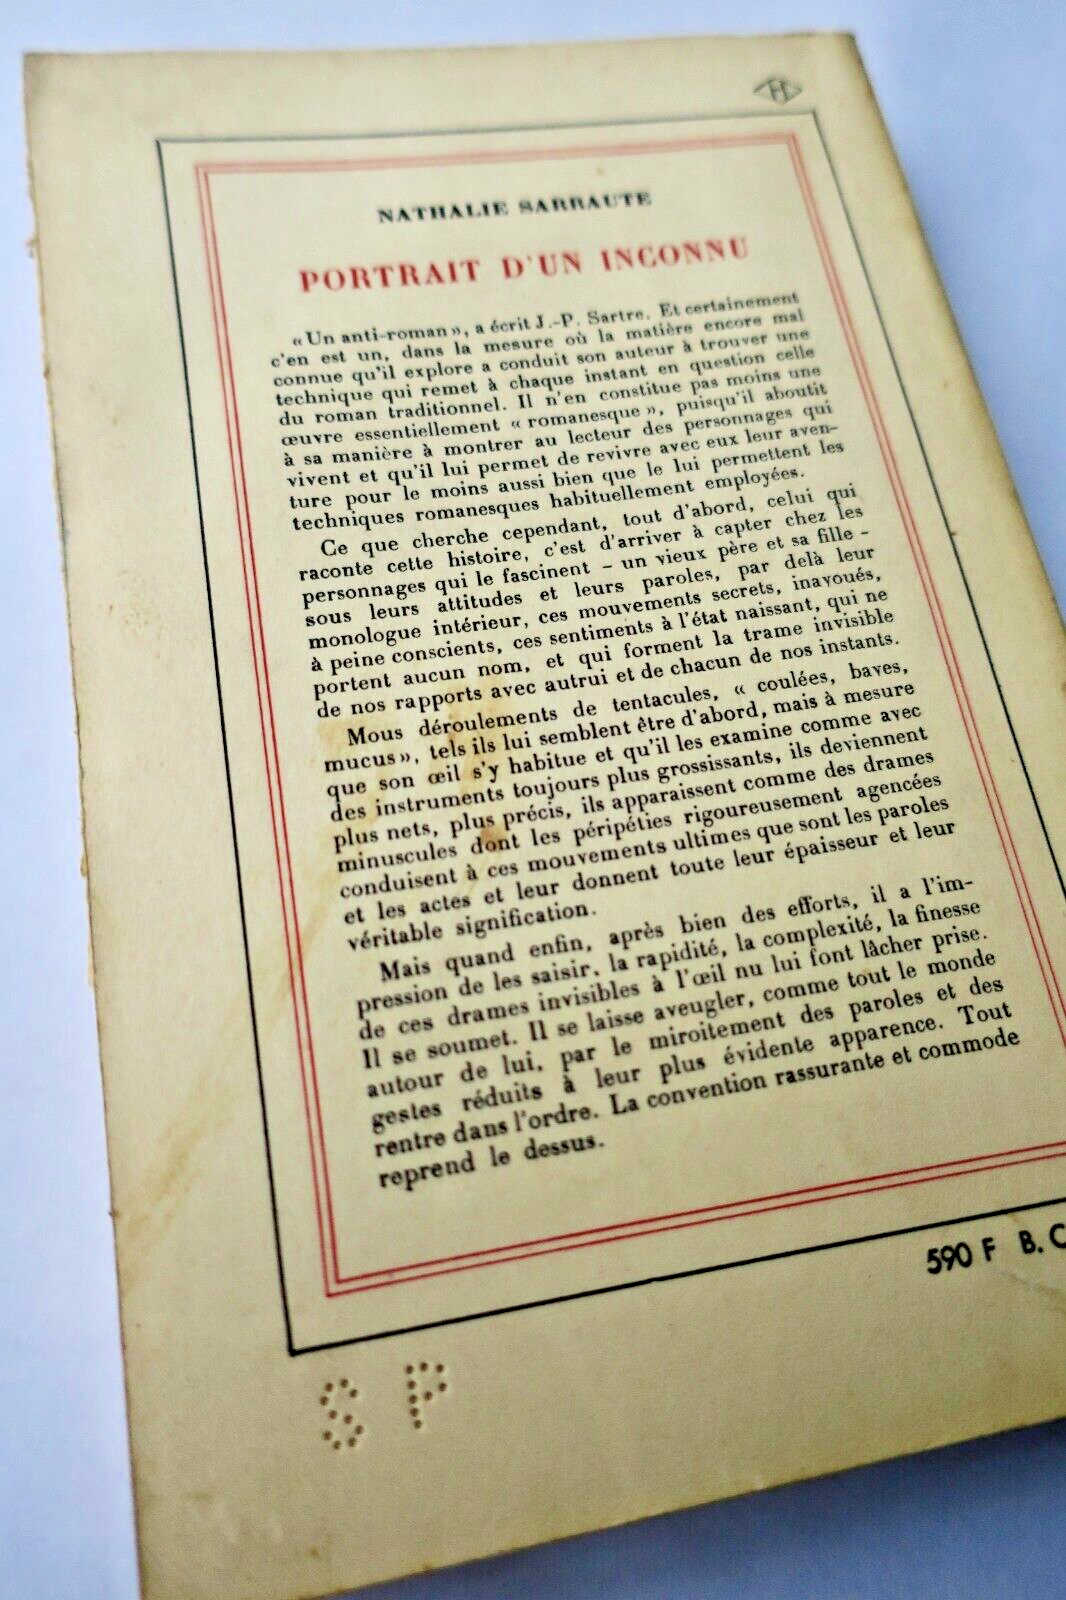 H
NATHALIE SARRAUTE
PORTRAIT D'UN INCONNU
« Un anti-roman », a écrit J.-P. Sartre. Et certainement
c'en est un, dans la mesure où la matière encore mal
connue qu'il explore a conduit son auteur à trouver une
technique qui remet à chaque instant en question celle
du roman traditionnel. Il n'en constitue pas moins une
œuvre essentiellement « romanesque », puisqu'il aboutit
à sa manière à montrer au lecteur des personnages qui
vivent et qu'il lui permet de revivre avec eux leur aven-
ture pour le moins aussi bien que le lui permettent les
techniques romanesques habituellement employées.
Ce que cherche cependant, tout d'abord, celui qui
raconte cette histoire, c'est d'arriver à capter chez les
personnages qui le fascinent – un vieux père et sa fille –
sous leurs attitudes et leurs paroles, par delà leur
monologue intérieur, ces mouvements secrets, inavoués,
à peine conscients, ces sentiments à l'état naissant, qui ne
portent aucun nom, et qui forment la trame invisible
de nos rapports avec autrui et de chacun de nos instants.
Mous déroulements de tentacules, « coulées, baves,
mucus », tels ils lui semblent être d'abord, mais à mesure
que son œil s'y habitue et qu'il les examine comme avec
des instruments toujours plus grossissants, ils deviennent
plus nets, plus précis, ils apparaissent comme des drames
minuscules dont les péripéties rigoureusement agencées
conduisent à ces mouvements ultimes que sont les paroles
et les actes et leur donnent toute leur épaisseur et leur
véritable signification.
Mais quand enfin, après bien des efforts, il a l'im-
pression de les saisir, la rapidité, la complexité, la finesse
de ces drames invisibles à l'œil nu lui font lâcher prise.
Il se soumet. Il se laisse aveugler, comme tout le monde
autour de lui, par le miroitement des paroles et des
gestes réduits à leur plus évidente apparence. Tout
rentre dans l'ordre. La convention rassurante et commode
reprend le dessus.
590 F B. C
S P